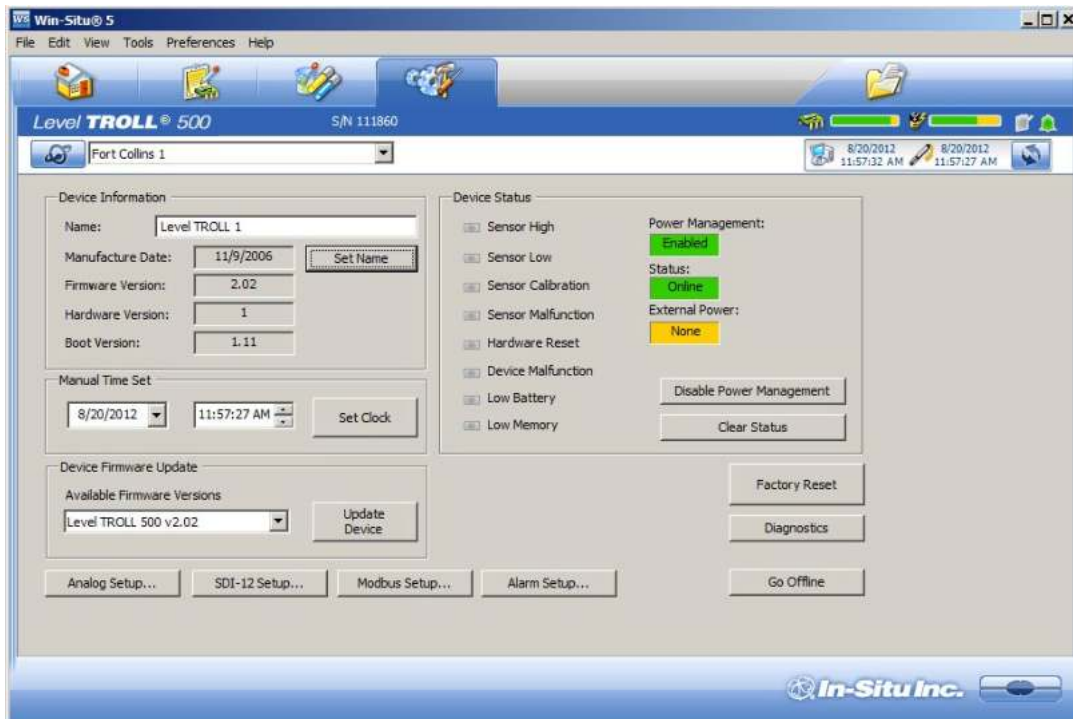 Win-Situ® 5
File Edit View Tools Preferences Help
Level TROLL® 500 S/N 111860
Fort Collins 1
8/20/2012 11:57:32 AM
8/20/2012 11:57:27 AM
Device Information
Name: Level TROLL 1
Manufacture Date: 11/9/2006
Set Name
Firmware Version: 2.02
Hardware Version: 1
Boot Version: 1.11
Manual Time Set
8/20/2012 11:57:27 AM Set Clock
Device Firmware Update
Available Firmware Versions
Level TROLL 500 v2.02
Update
Device
Device Status
Sensor High
Sensor Low
Sensor Calibration
Sensor Malfunction
Hardware Reset
Device Malfunction
Low Battery
Low Memory
Power Management:
Enabled
Status:
Online
External Power:
None
Disable Power Management
Clear Status
Factory Reset
Diagnostics
Analog Setup... SDI-12 Setup... Modbus Setup... Alarm Setup... Go Offline
In-Situ Inc.